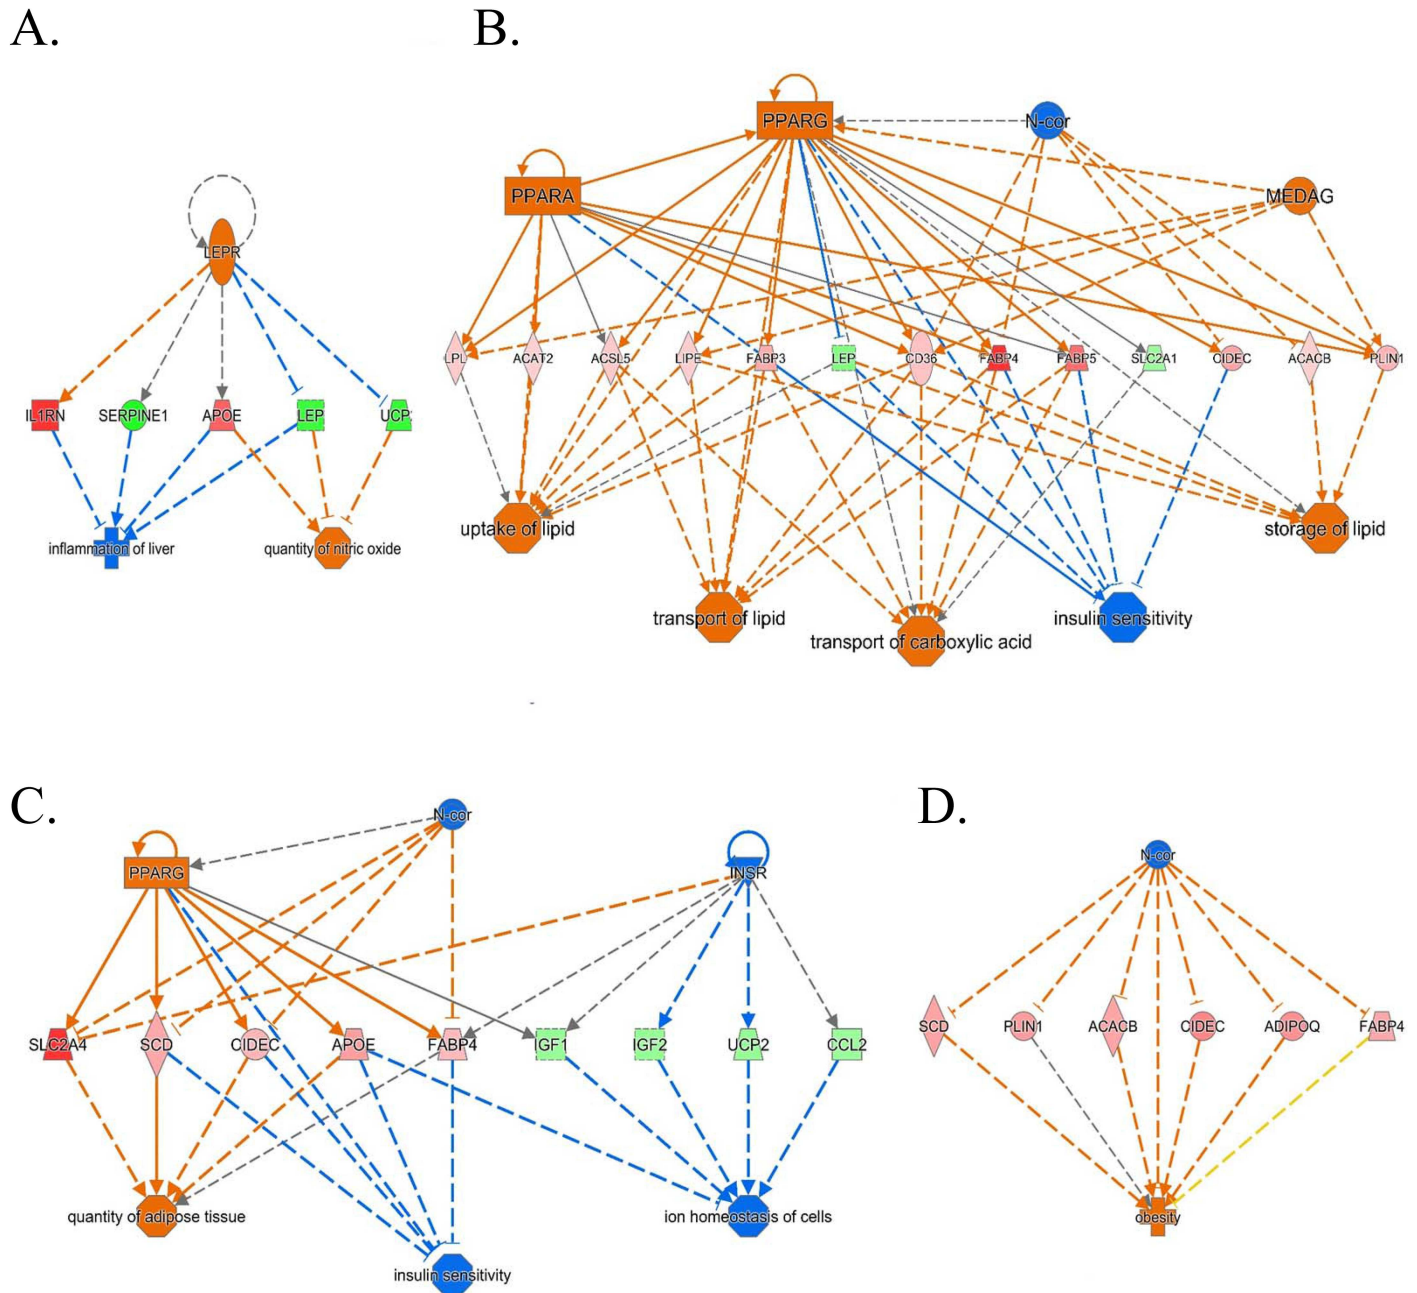 A.
B.
PPARG
N-cor
PPARA
MEDAG
LEPR
LPL
ACAT2
ACSL5
LIPE
FABP3
LEP
CD36
FABP4
FABP5
SLC2A1
CIDEC
ACACB
PLIN1
IL1RN
SERPINE1
APOE
LEP
UCP
inflammation of liver
quantity of nitric oxide
uptake of lipid
storage of lipid
transport of lipid
transport of carboxylic acid
insulin sensitivity
C.
D.
N-cor
PPARG
INSR
N-cor
SLC2A4
SCD
CIDEC
APOE
FABP4
IGF1
IGF2
UCP2
CCL2
SCD
PLIN1
ACACB
CIDEC
ADIPOQ
FABP4
quantity of adipose tissue
ion homeostasis of cells
obesity
insulin sensitivity